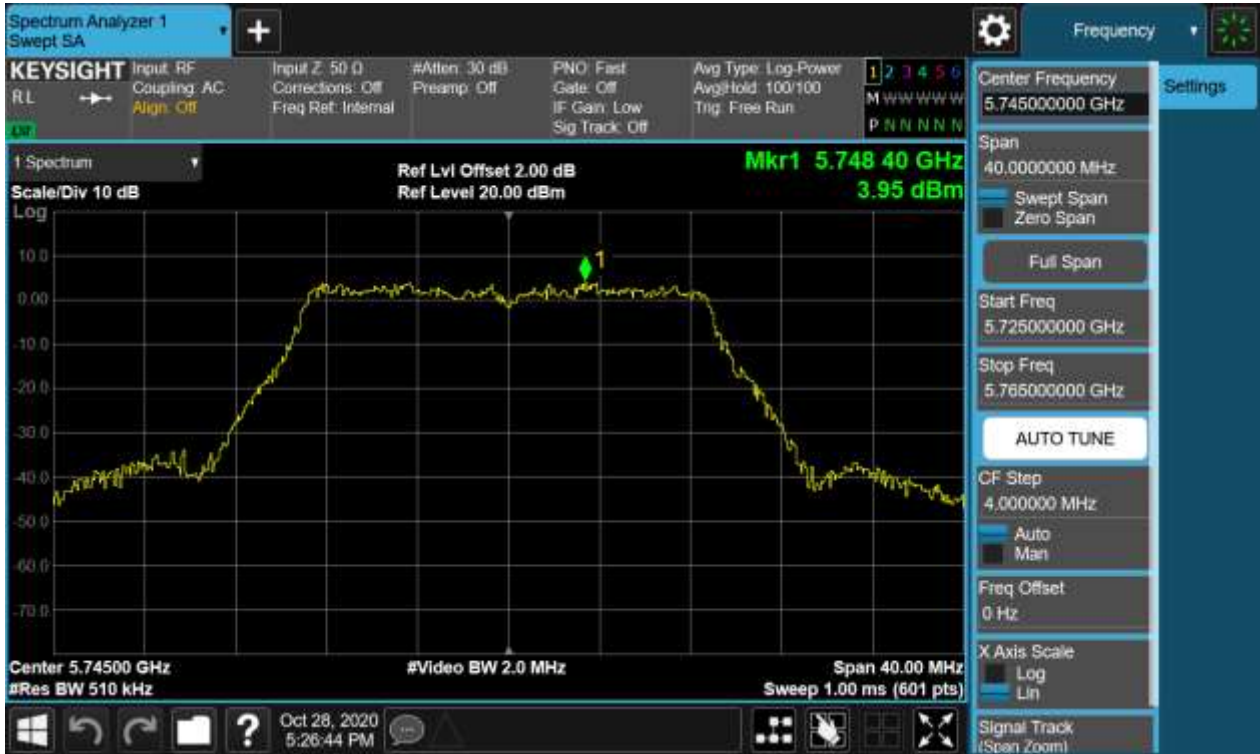 Spectrum Analyzer 1
Swept SA
Frequency
KEYSIGHT
RL
Input: RF
Coupling: AC
Align: Off
Input Z: 50 Ω
Corrections: Off
Freq Ref: Internal
#Atten: 30 dB
Preamp: Off
PNO: Fast
Gate: Off
IF Gain: Low
Sig Track: Off
Avg Type: Log-Power
Avg|Hold: 100/100
Trig: Free Run
1 2 3 4 5 6
M W W W W W
P N N N N N
1 Spectrum
Scale/Div 10 dB
Ref Lvl Offset 2.00 dB
Ref Level 20.00 dBm
Mkr1 5.748 40 GHz
3.95 dBm
Log
1
10.0
0.00
-10.0
-20.0
-30.0
-40.0
-50.0
-60.0
-70.0
Center 5.74500 GHz
#Res BW 510 kHz
#Video BW 2.0 MHz
Span 40.00 MHz
Sweep 1.00 ms (601 pts)
Oct 28, 2020
5:26:44 PM
Center Frequency
5.745000000 GHz
Settings
Span
40.0000000 MHz
Swept Span
Zero Span
Full Span
Start Freq
5.725000000 GHz
Stop Freq
5.765000000 GHz
AUTO TUNE
CF Step
4.000000 MHz
Auto
Man
Freq Offset
0 Hz
X Axis Scale
Log
Lin
Signal Track
(Span Zoom)